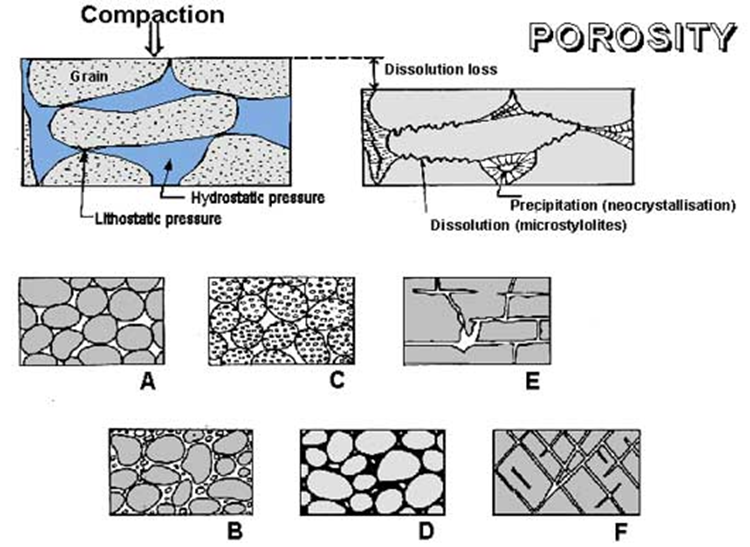 Compaction
POROSITY
Grain
Dissolution loss
Hydrostatic pressure
Lithostatic pressure
Precipitation (neocrystallisation)
Dissolution (microstylolites)
A
C
E
B
D
F